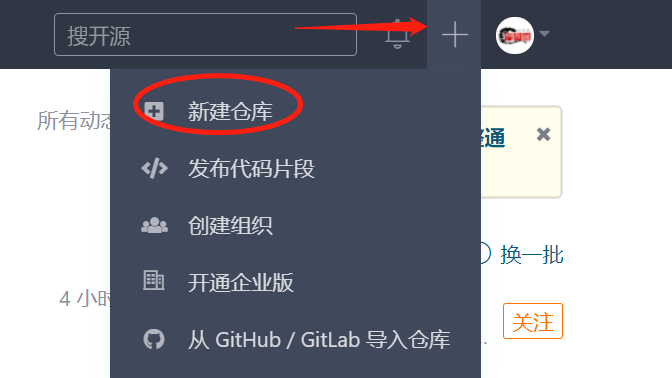 搜开源
新建仓库
所有动态
整通
发布代码片段
创建组织
换一批
开通企业版
4 小时
关注
从 GitHub / GitLab 导入仓库